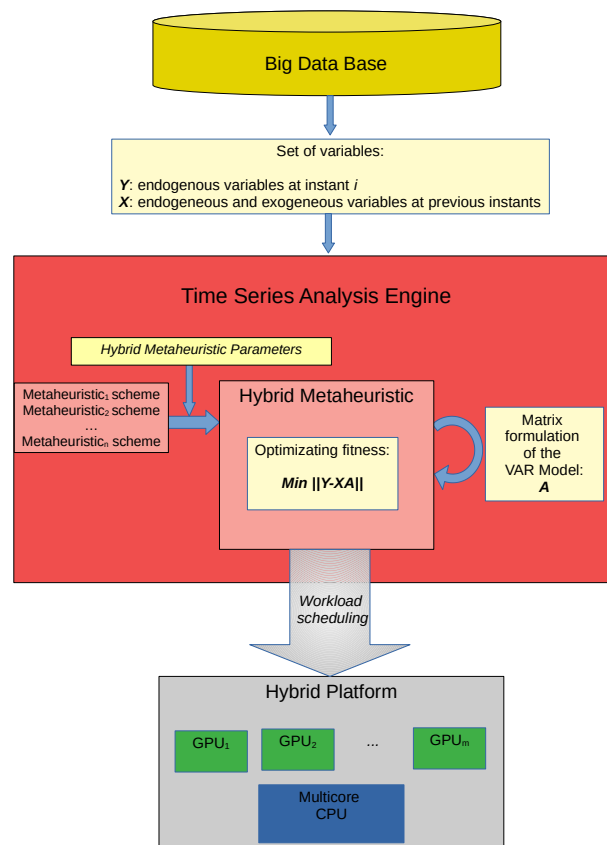 Big Data Base
Set of variables:
Y: endogenous variables at instant i
X: endogeneous and exogeneous variables at previous instants
Time Series Analysis Engine
Hybrid Metaheuristic Parameters
Metaheuristic₁ scheme
Metaheuristic₂ scheme
...
Metaheuristicₙ scheme
Hybrid Metaheuristic
Optimizating fitness:
Min ||Y-XA||
Matrix
formulation
of the
VAR Model:
A
Workload
scheduling
Hybrid Platform
GPU₁
GPU₂
...
GPUₘ
Multicore
CPU